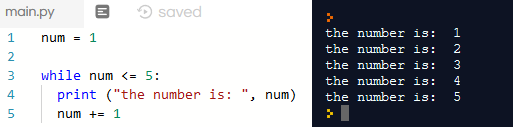 main.py saved
1 num = 1
2
3 while num <= 5:
4 print ("the number is: ", num)
5 num += 1
the number is:  1
the number is:  2
the number is:  3
the number is:  4
the number is:  5